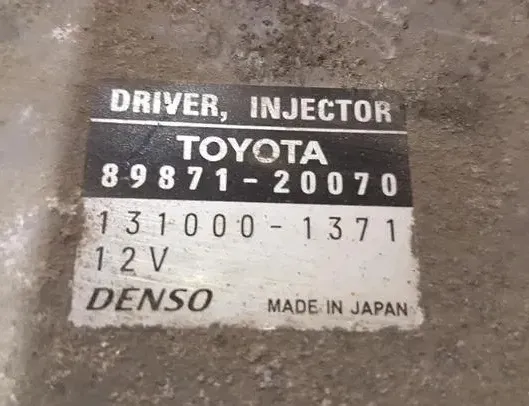 DRIVER, INJECTOR
TOYOTA
89871-20070
131000-1371
12V
DENSO MADE IN JAPAN